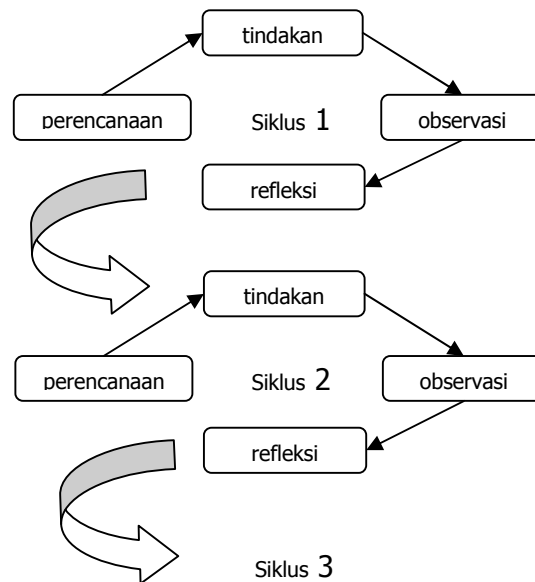 tindakan
perencanaan
Siklus 1
observasi
refleksi
tindakan
perencanaan
Siklus 2
observasi
refleksi
Siklus 3